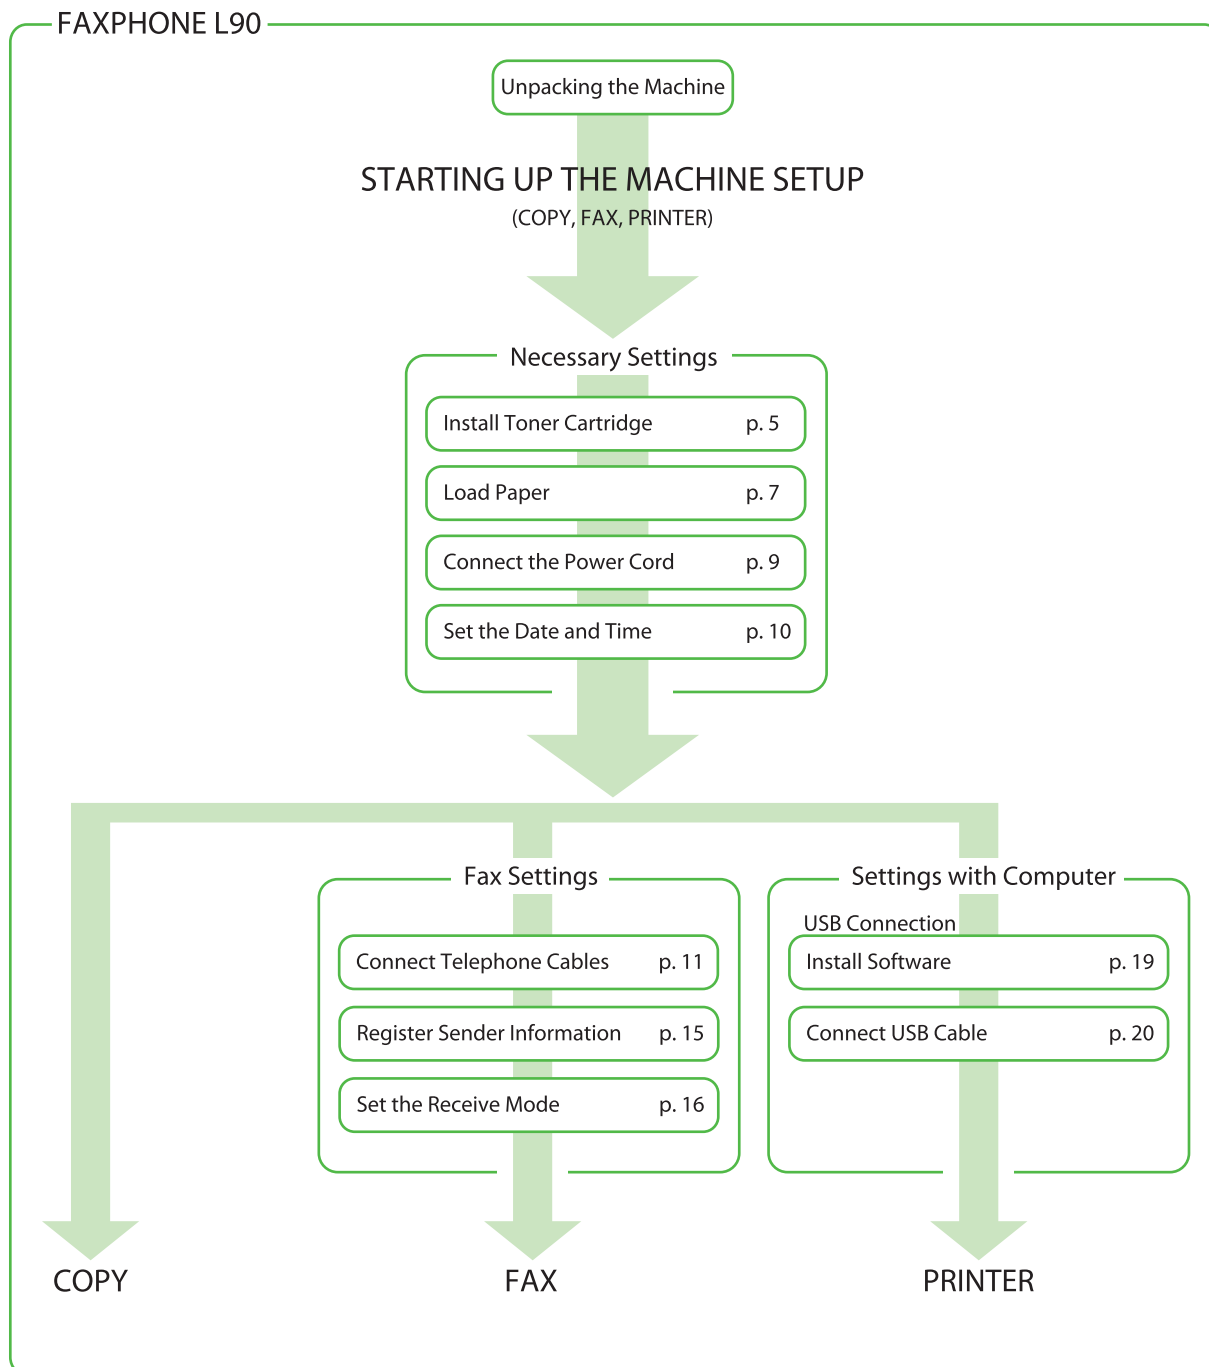 FAXPHONE L90
Unpacking the Machine
STARTING UP THE MACHINE SETUP
(COPY, FAX, PRINTER)
Necessary Settings
Install Toner Cartridge p. 5
Load Paper p. 7
Connect the Power Cord p. 9
Set the Date and Time p. 10
Fax Settings
Connect Telephone Cables p. 11
Register Sender Information p. 15
Set the Receive Mode p. 16
Settings with Computer
USB Connection
Install Software p. 19
Connect USB Cable p. 20
COPY
FAX
PRINTER